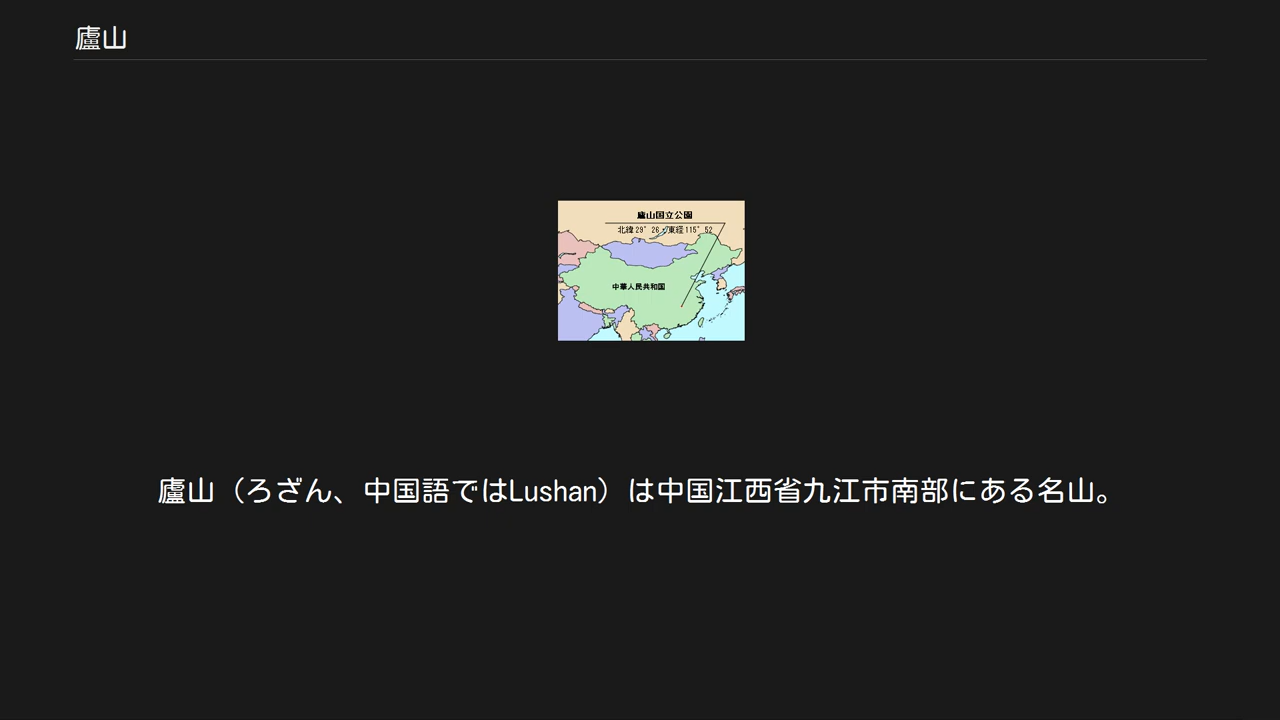 廬山
廬山国立公園
北緯29°26′/東経115°52
中華人民共和国
廬山（ろざん、中国語ではLushan）は中国江西省九江市南部にある名山。